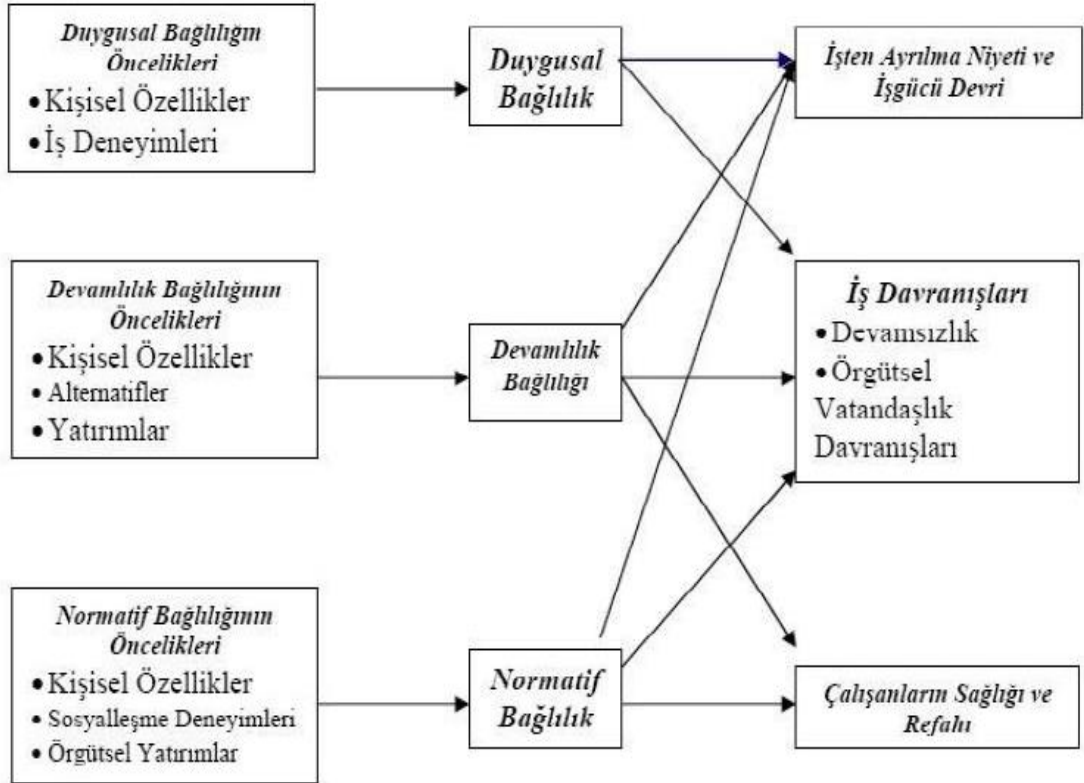 Duygusal Bağlılığın
Öncelikleri
•Kişisel Özellikler
•İş Deneyimleri
Duygusal
Bağlılık
İşten Ayrılma Niyeti ve
İşgücü Devri
Devamlılık Bağlılığının
Öncelikleri
•Kişisel Özellikler
•Alternatifler
•Yatırımlar
Devamlılık
Bağlılığı
İş Davranışları
•Devamsızlık
•Örgütsel
Vatandaşlık
Davranışları
Normatif Bağlılığının
Öncelikleri
•Kişisel Özellikler
•Sosyalleşme Deneyimleri
•Örgütsel Yatırımlar
Normatif
Bağlılık
Çalışanların Sağlığı ve
Refahı